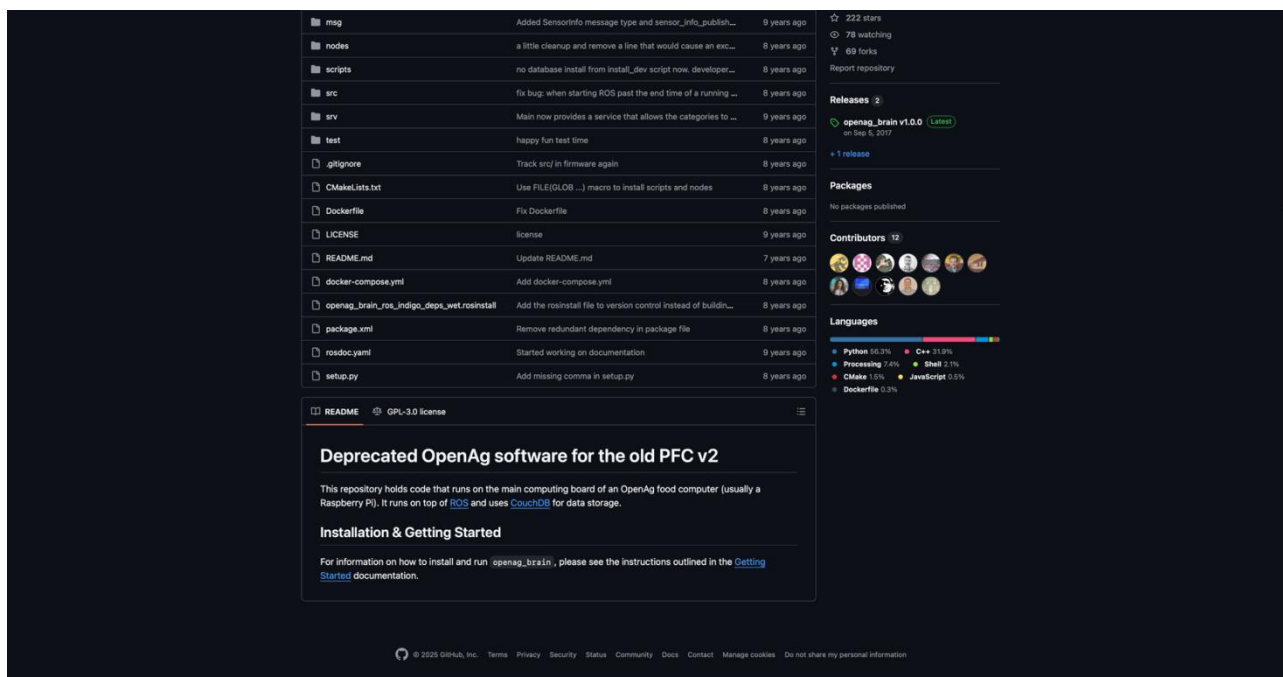 msg Added SensorInfo message type and sensor_info_publish... 9 years ago
nodes a little cleanup and remove a line that would cause an exc... 8 years ago
scripts no database install from install_dev script now. developer... 8 years ago
src fix bug: when starting ROS past the end time of a running ... 8 years ago
srv Main now provides a service that allows the categories to ... 9 years ago
test happy fun test time 8 years ago
.gitignore Track src/ in firmware again 8 years ago
CMakeLists.txt Use FILE(GLOB ...) macro to install scripts and nodes 8 years ago
Dockerfile Fix Dockerfile 8 years ago
LICENSE license 9 years ago
README.md Update README.md 7 years ago
docker-compose.yml Add docker-compose.yml 8 years ago
openag_brain_ros_indigo_deps_wet.rosinstall Add the rosinstall file to version control instead of buildin... 8 years ago
package.xml Remove redundant dependency in package file 8 years ago
rosdoc.yaml Started working on documentation 9 years ago
setup.py Add missing comma in setup.py 8 years ago
README GPL-3.0 license
Deprecated OpenAg software for the old PFC v2
This repository holds code that runs on the main computing board of an OpenAg food computer (usually a
Raspberry Pi). It runs on top of ROS and uses CouchDB for data storage.
Installation & Getting Started
For information on how to install and run openag_brain, please see the instructions outlined in the Getting
Started documentation.
222 stars
78 watching
69 forks
Report repository
Releases 2
openag_brain v1.0.0 Latest
on Sep 5, 2017
+ 1 release
Packages
No packages published
Contributors 12
Languages
Python 56.3% C++ 31.9%
Processing 7.4% Shell 2.1%
CMake 1.5% JavaScript 0.5%
Dockerfile 0.3%
© 2025 GitHub, Inc. Terms Privacy Security Status Community Docs Contact Manage cookies Do not share my personal information